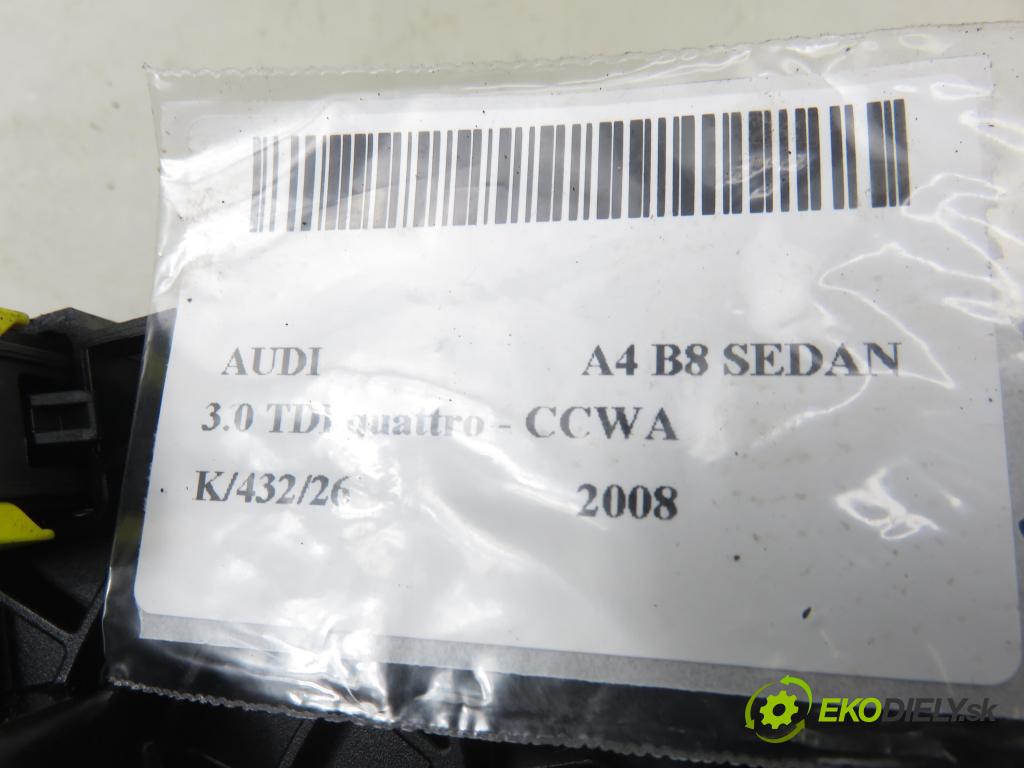 AUDI A4 B8 SEDAN
3.0 TDI quattro - CCWA
K/432/26 2008
EKODIELY.sk